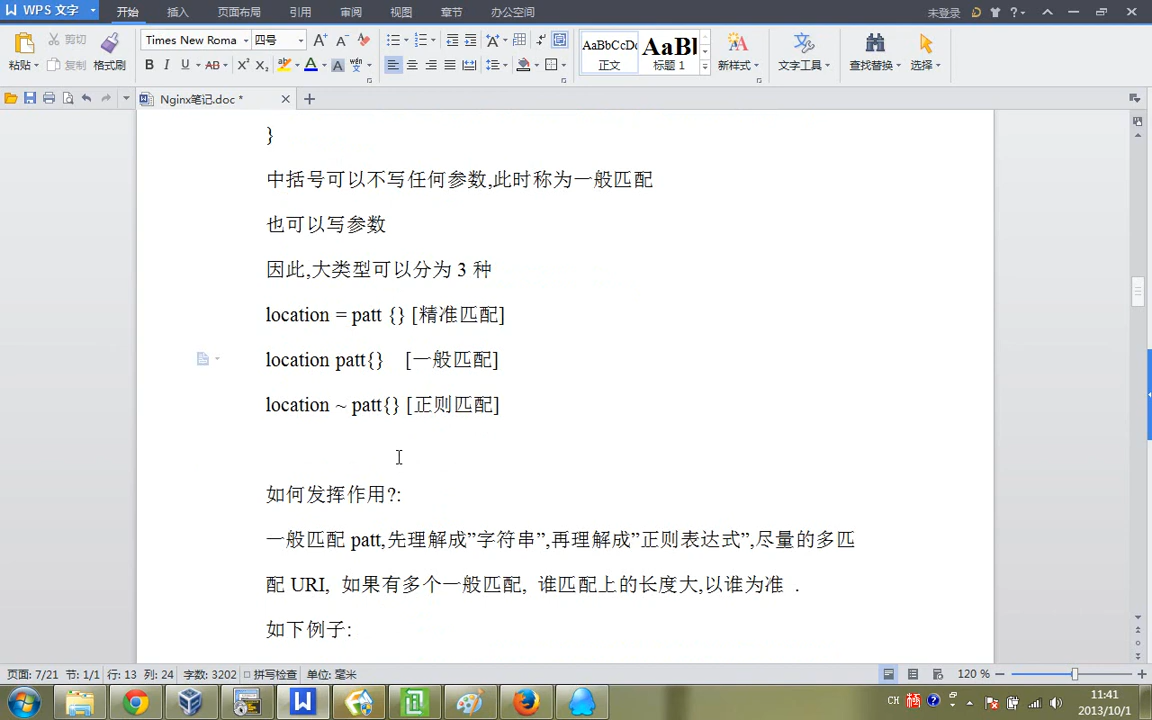 WPS 文字
开始
插入
页面布局
引用
审阅
视图
章节
办公空间
未登录
粘贴
剪切
复制
格式刷
Times New Roma
四号
AaBbCcDd
正文
AaBl
标题 1
新样式
文字工具
查找替换
选择
Nginx笔记.doc *
}
中括号可以不写任何参数,此时称为一般匹配
也可以写参数
因此,大类型可以分为 3 种
location = patt {} [精准匹配]
location patt{} [一般匹配]
location ~ patt{} [正则匹配]
如何发挥作用?:
一般匹配 patt,先理解成”字符串”,再理解成”正则表达式”,尽量的多匹
配 URI, 如果有多个一般匹配, 谁匹配上的长度大,以谁为准 .
如下例子:
页面: 7/21 节: 1/1 行: 13 列: 24 字数: 3202 拼写检查 单位: 毫米
120 %
CH
11:41
2013/10/1